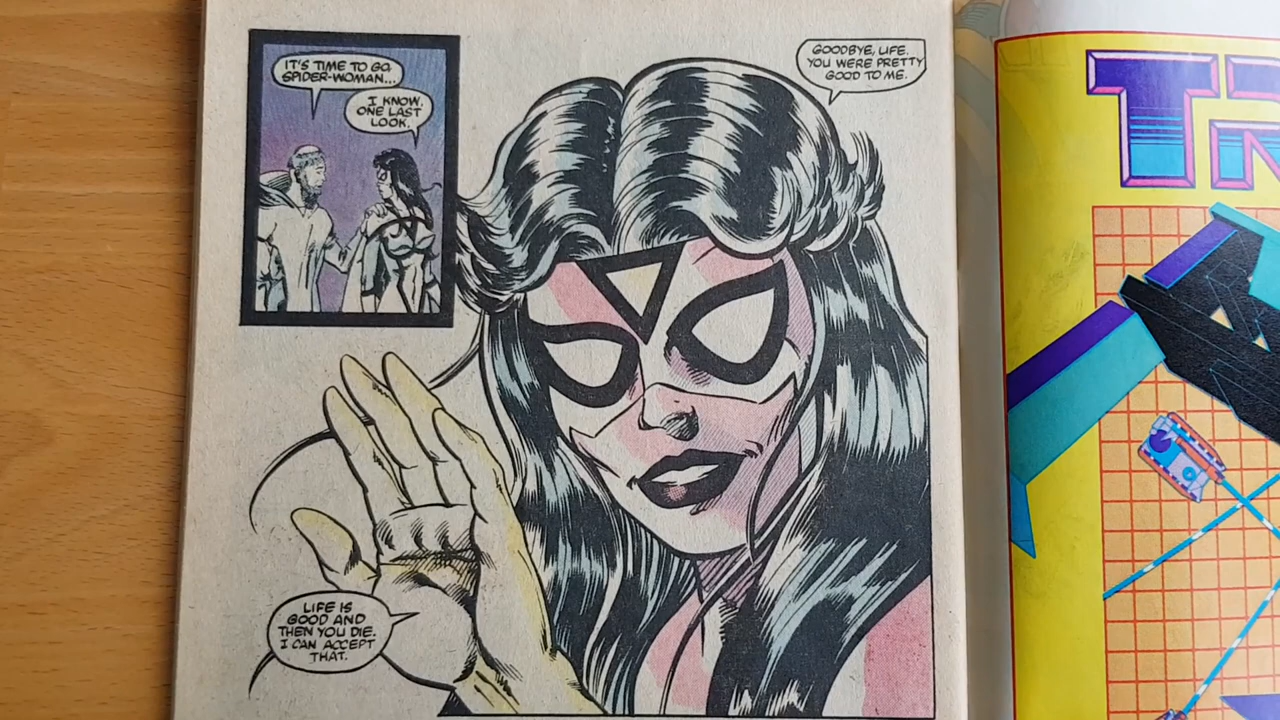 IT'S TIME TO GO,
SPIDER-WOMAN...
I KNOW.
ONE LAST
LOOK.
GOODBYE, LIFE.
YOU WERE PRETTY
GOOD TO ME.
LIFE IS
GOOD AND
THEN YOU DIE.
I CAN ACCEPT
THAT.